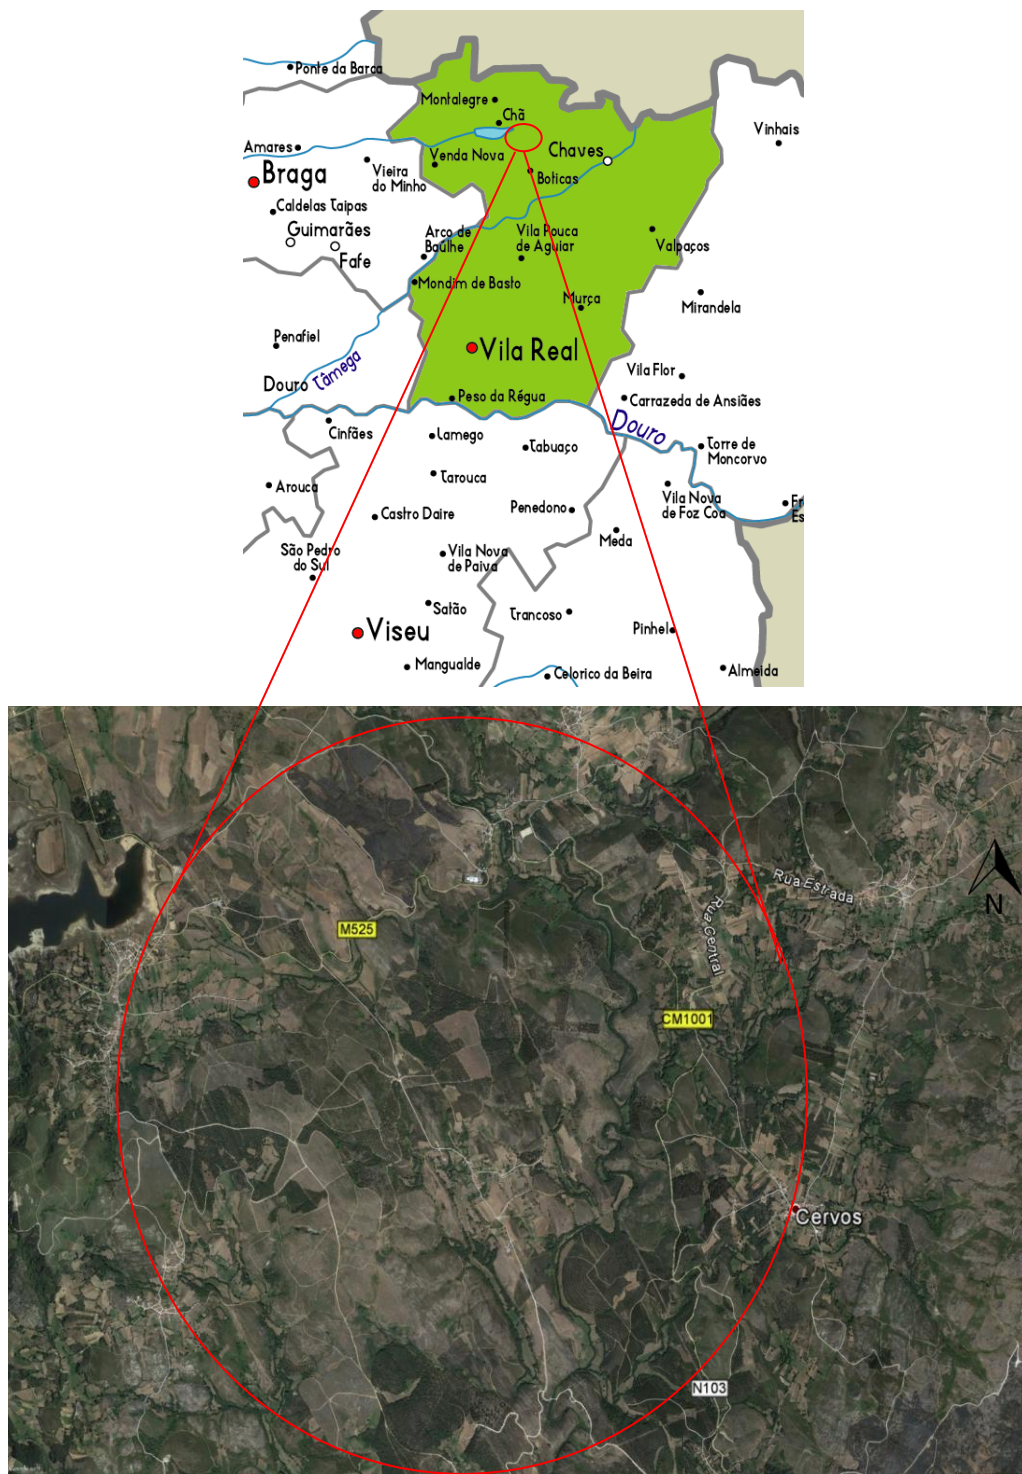 Ponte da Barca
Montalegre
Chã
Vinhais
Amares
Venda Nova
Chaves
Braga
Vieira
do Minho
Boticas
Caldelas Taipas
Guimarães
Fafe
Arco de
Baúlhe
Vila Pouca
de Aguiar
Valpaços
Mondim de Basto
Murça
Mirandela
Penafiel
Vila Real
Douro
Tâmega
Vila Flor
Peso da Régua
Carrazeda de Ansiães
Douro
Cinfães
Lamego
Tabuaço
Torre de
Moncorvo
Arouca
Tarouca
Vila Nova
de Foz Coa
Fr
Es
Castro Daire
Penedono
Meda
São Pedro
do Sul
Vila Nova
de Paiva
Satão
Trancoso
Viseu
Pinhel
Mangualde
Celorico da Beira
Almeida
Rua Estrada
N
M525
Rua Central
CM1001
Cervos
N103